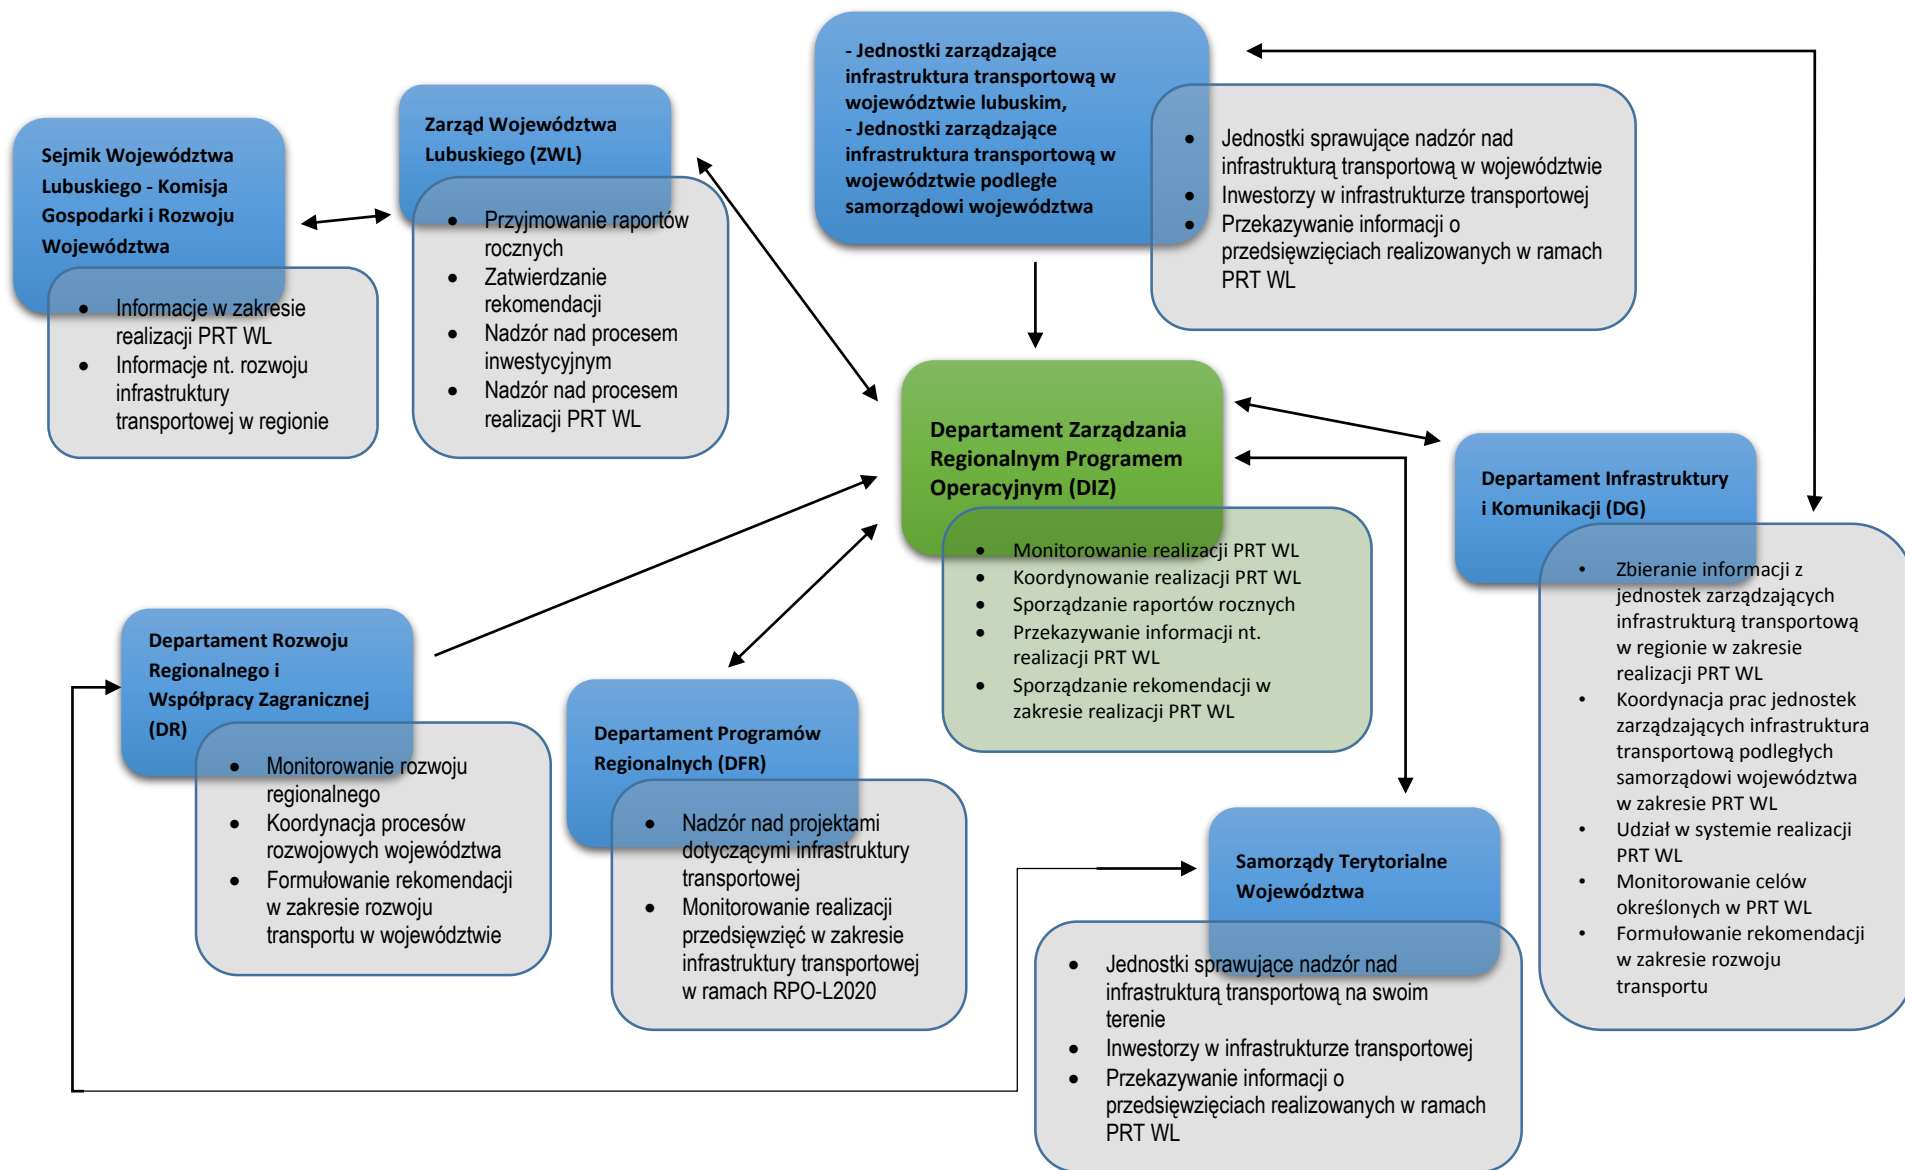 - Jednostki zarządzające
infrastruktura transportową w
województwie lubuskim,
- Jednostki zarządzające
infrastruktura transportową w
województwie podległe
samorządowi województwa
• Jednostki sprawujące nadzór nad
infrastrukturą transportową w województwie
• Inwestorzy w infrastrukturze transportowej
• Przekazywanie informacji o
przedsięwzięciach realizowanych w ramach
PRT WL
Zarząd Województwa
Lubuskiego (ZWL)
• Przyjmowanie raportów
rocznych
• Zatwierdzanie
rekomendacji
• Nadzór nad procesem
inwestycyjnym
• Nadzór nad procesem
realizacji PRT WL
Sejmik Województwa
Lubuskiego - Komisja
Gospodarki i Rozwoju
Województwa
• Informacje w zakresie
realizacji PRT WL
• Informacje nt. rozwoju
infrastruktury
transportowej w regionie
Departament Zarządzania
Regionalnym Programem
Operacyjnym (DIZ)
• Monitorowanie realizacji PRT WL
• Koordynowanie realizacji PRT WL
• Sporządzanie raportów rocznych
• Przekazywanie informacji nt.
realizacji PRT WL
• Sporządzanie rekomendacji w
zakresie realizacji PRT WL
Departament Infrastruktury
i Komunikacji (DG)
• Zbieranie informacji z
jednostek zarządzających
infrastrukturą transportową
w regionie w zakresie
realizacji PRT WL
• Koordynacja prac jednostek
zarządzających infrastruktura
transportową podległych
samorządowi województwa
w zakresie PRT WL
• Udział w systemie realizacji
PRT WL
• Monitorowanie celów
określonych w PRT WL
• Formułowanie rekomendacji
w zakresie rozwoju
transportu
Departament Rozwoju
Regionalnego i
Współpracy Zagranicznej
(DR)
• Monitorowanie rozwoju
regionalnego
• Koordynacja procesów
rozwojowych województwa
• Formułowanie rekomendacji
w zakresie rozwoju
transportu w województwie
Departament Programów
Regionalnych (DFR)
• Nadzór nad projektami
dotyczącymi infrastruktury
transportowej
• Monitorowanie realizacji
przedsięwzięć w zakresie
infrastruktury transportowej
w ramach RPO-L2020
Samorządy Terytorialne
Województwa
• Jednostki sprawujące nadzór nad
infrastrukturą transportową na swoim
terenie
• Inwestorzy w infrastrukturze transportowej
• Przekazywanie informacji o
przedsięwzięciach realizowanych w ramach
PRT WL